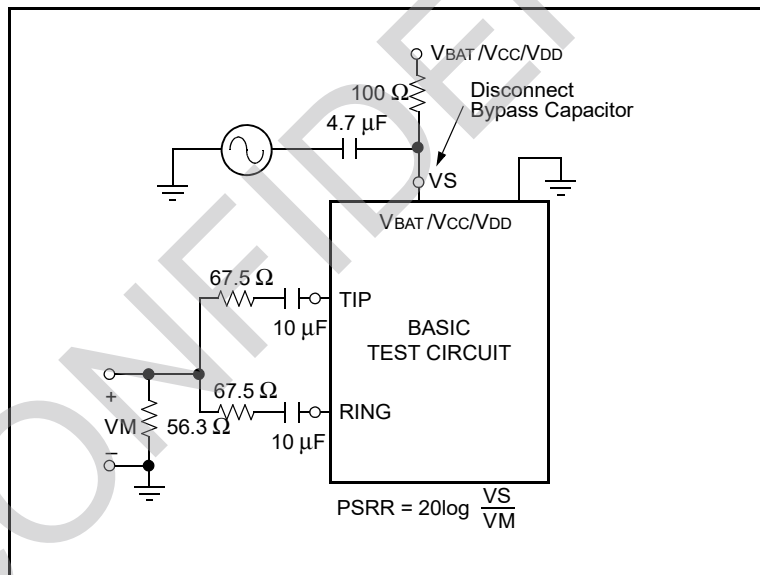 VBAT/VCC/VDD
100 Ω
Disconnect
Bypass Capacitor
4.7 μF
VS
VBAT/VCC/VDD
67.5 Ω
TIP
10 μF
BASIC
TEST CIRCUIT
67.5 Ω
RING
+
VM
56.3 Ω
10 μF
–
PSRR = 20log VS
VM